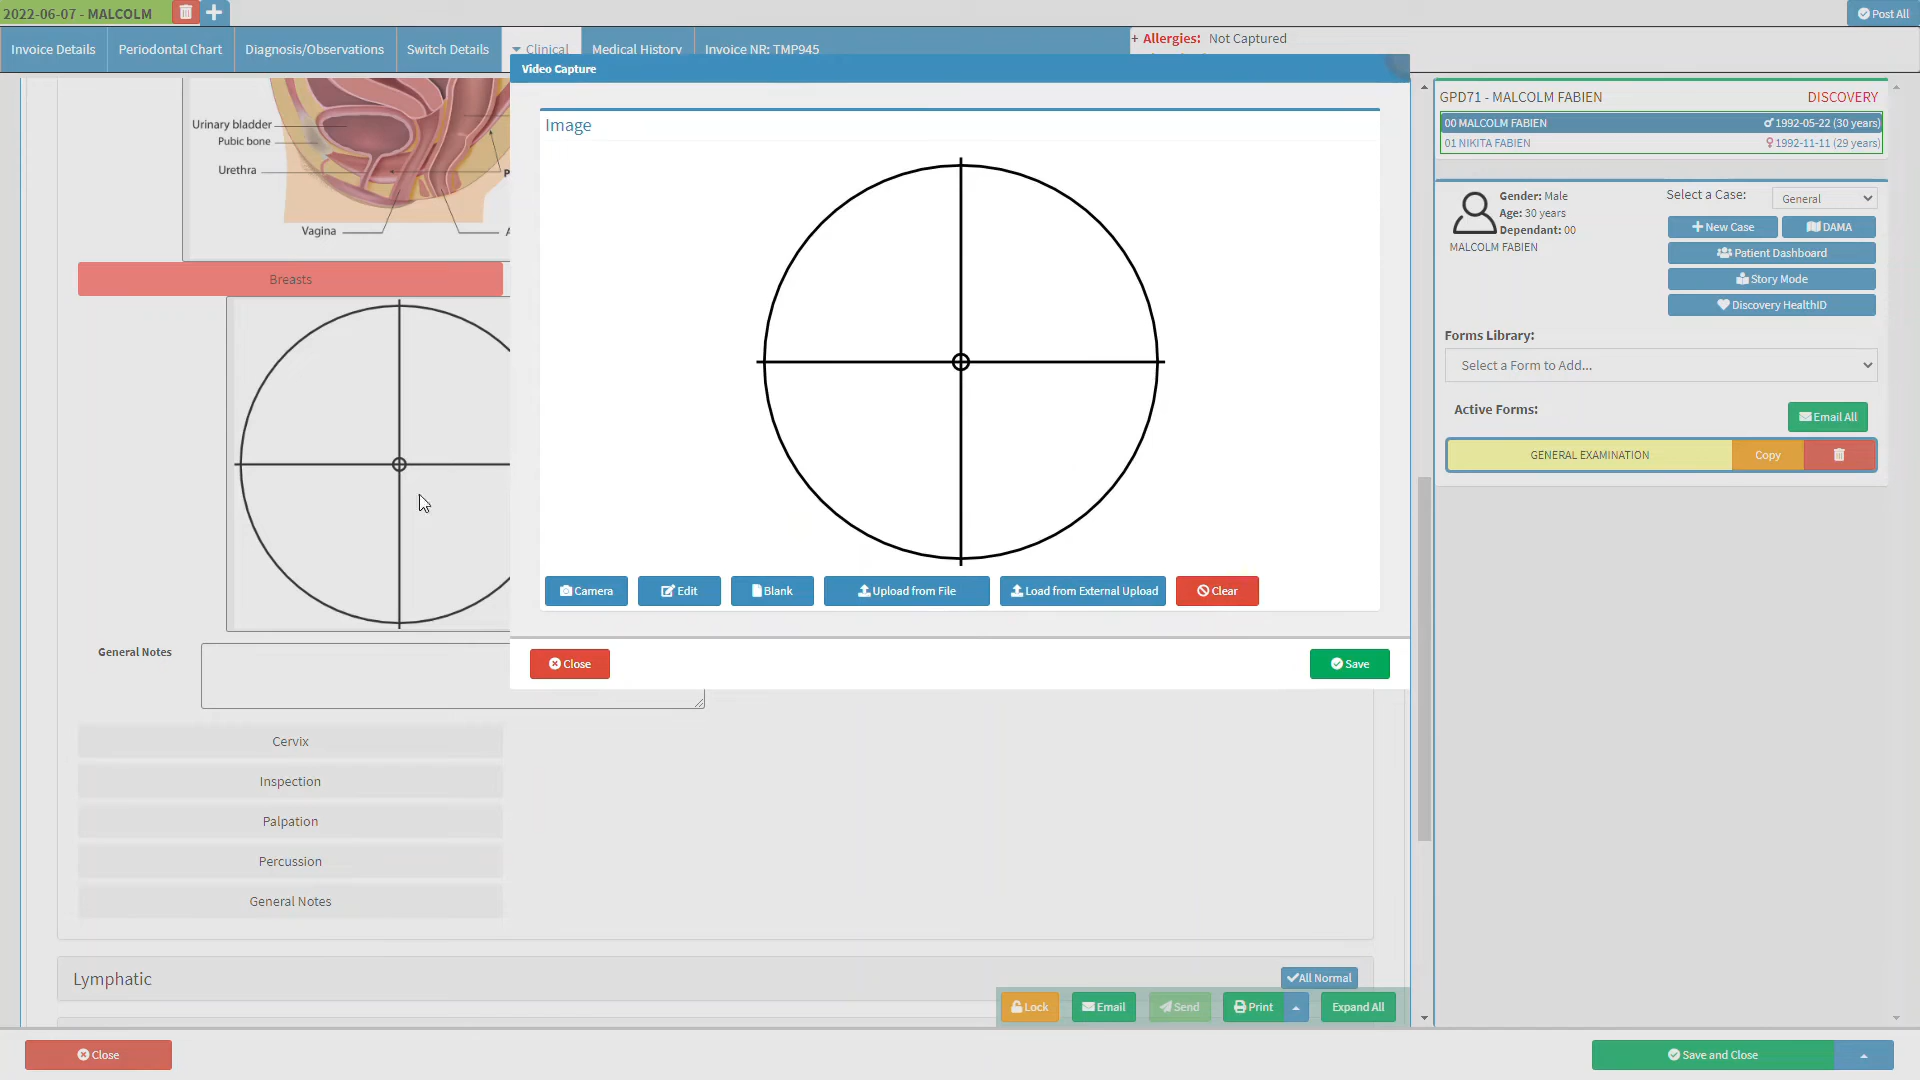 2022-06-07 - MALCOLM
Post All
Invoice Details
Periodontal Chart
Diagnosis/Observations
Switch Details
Clinical
Medical History
Invoice NR: TMP945
+ Allergies: Not Captured
Video Capture
Image
Camera
Edit
Blank
Upload from File
Load from External Upload
Clear
Close
Save
Urinary bladder
Pubic bone
Urethra
Vagina
Breasts
General Notes
Cervix
Inspection
Palpation
Percussion
General Notes
Lymphatic
All Normal
Lock
Email
Send
Print
Expand All
GPD71 - MALCOLM FABIEN
DISCOVERY
00 MALCOLM FABIEN
1992-05-22 (30 years)
01 NIKITA FABIEN
1992-11-11 (29 years)
Gender: Male
Age: 30 years
Dependant: 00
MALCOLM FABIEN
Select a Case:
General
New Case
DAMA
Patient Dashboard
Story Mode
Discovery HealthID
Forms Library:
Select a Form to Add...
Active Forms:
Email All
GENERAL EXAMINATION
Copy
Close
Save and Close